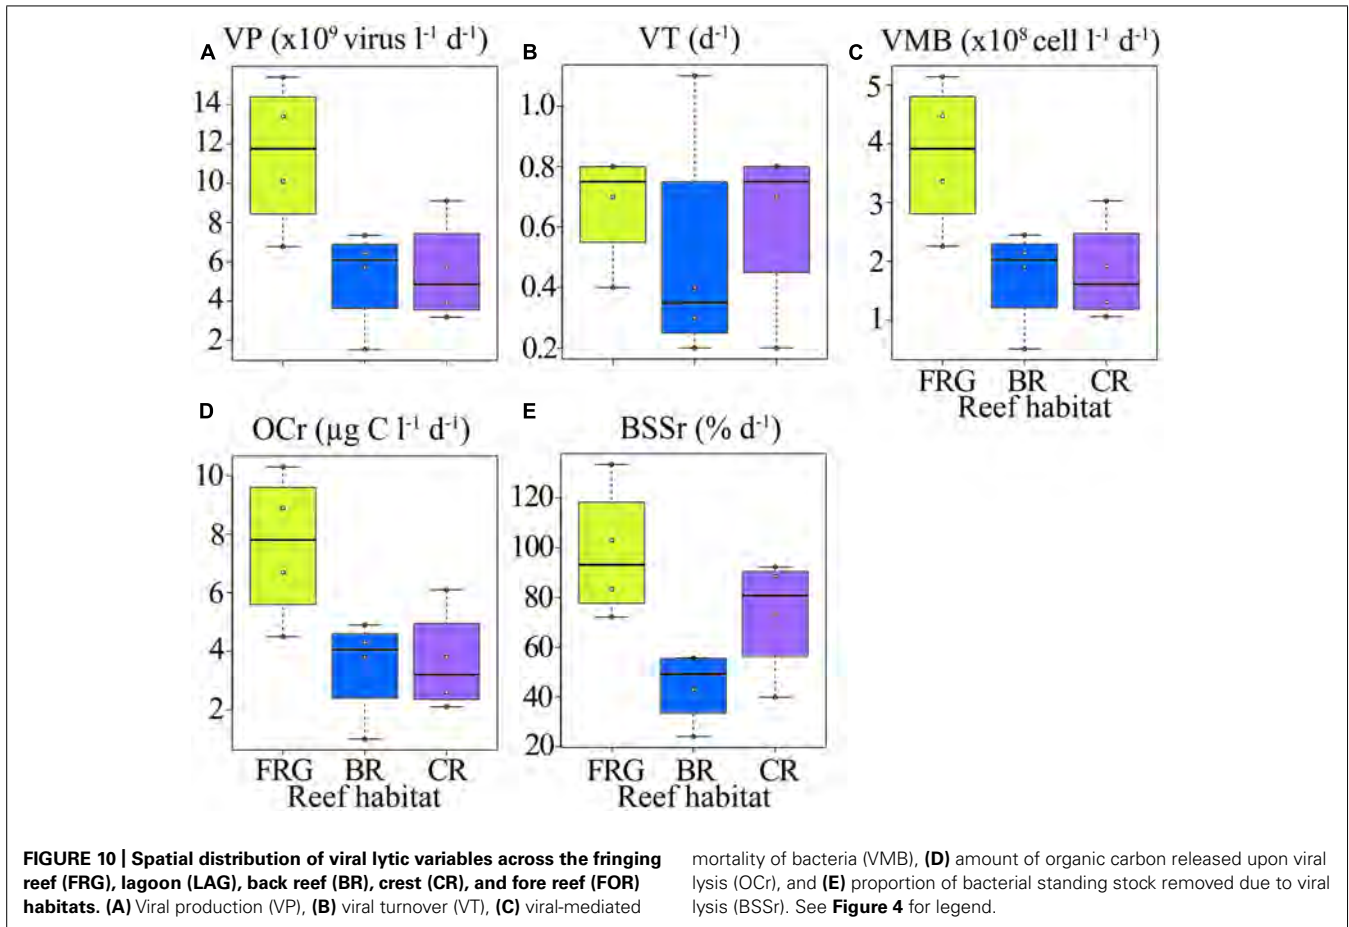 A VP (x10⁹ virus l⁻¹ d⁻¹)
14
12
10
8
6
4
2
B VT (d⁻¹)
1.0
0.8
0.6
0.4
0.2
C VMB (x10⁸ cell l⁻¹ d⁻¹)
5
4
3
2
1
FRG BR CR
Reef habitat
D OCr (µg C l⁻¹ d⁻¹)
10
8
6
4
2
FRG BR CR
Reef habitat
E BSSr (% d⁻¹)
120
100
80
60
40
20
FRG BR CR
Reef habitat
FIGURE 10 | Spatial distribution of viral lytic variables across the fringing
reef (FRG), lagoon (LAG), back reef (BR), crest (CR), and fore reef (FOR)
habitats. (A) Viral production (VP), (B) viral turnover (VT), (C) viral-mediated
mortality of bacteria (VMB), (D) amount of organic carbon released upon viral
lysis (OCr), and (E) proportion of bacterial standing stock removed due to viral
lysis (BSSr). See Figure 4 for legend.